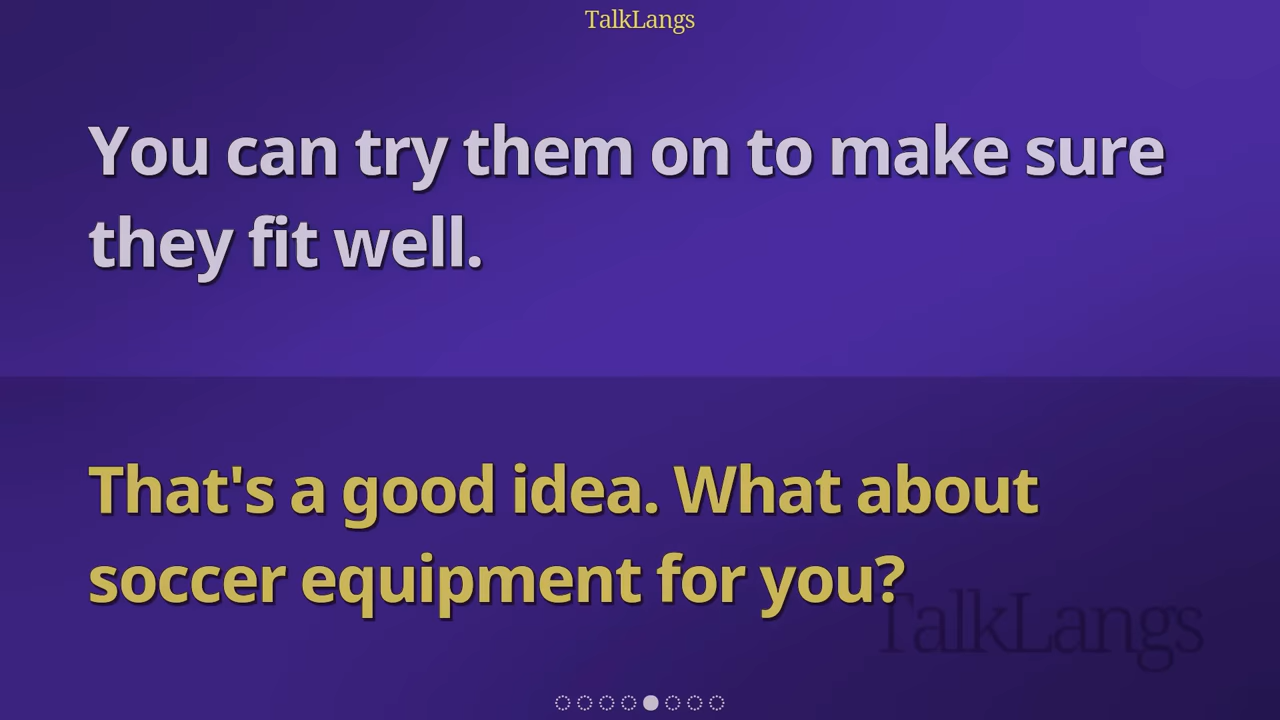 TalkLangs
You can try them on to make sure
they fit well.
That's a good idea. What about
soccer equipment for you?
TalkLangs